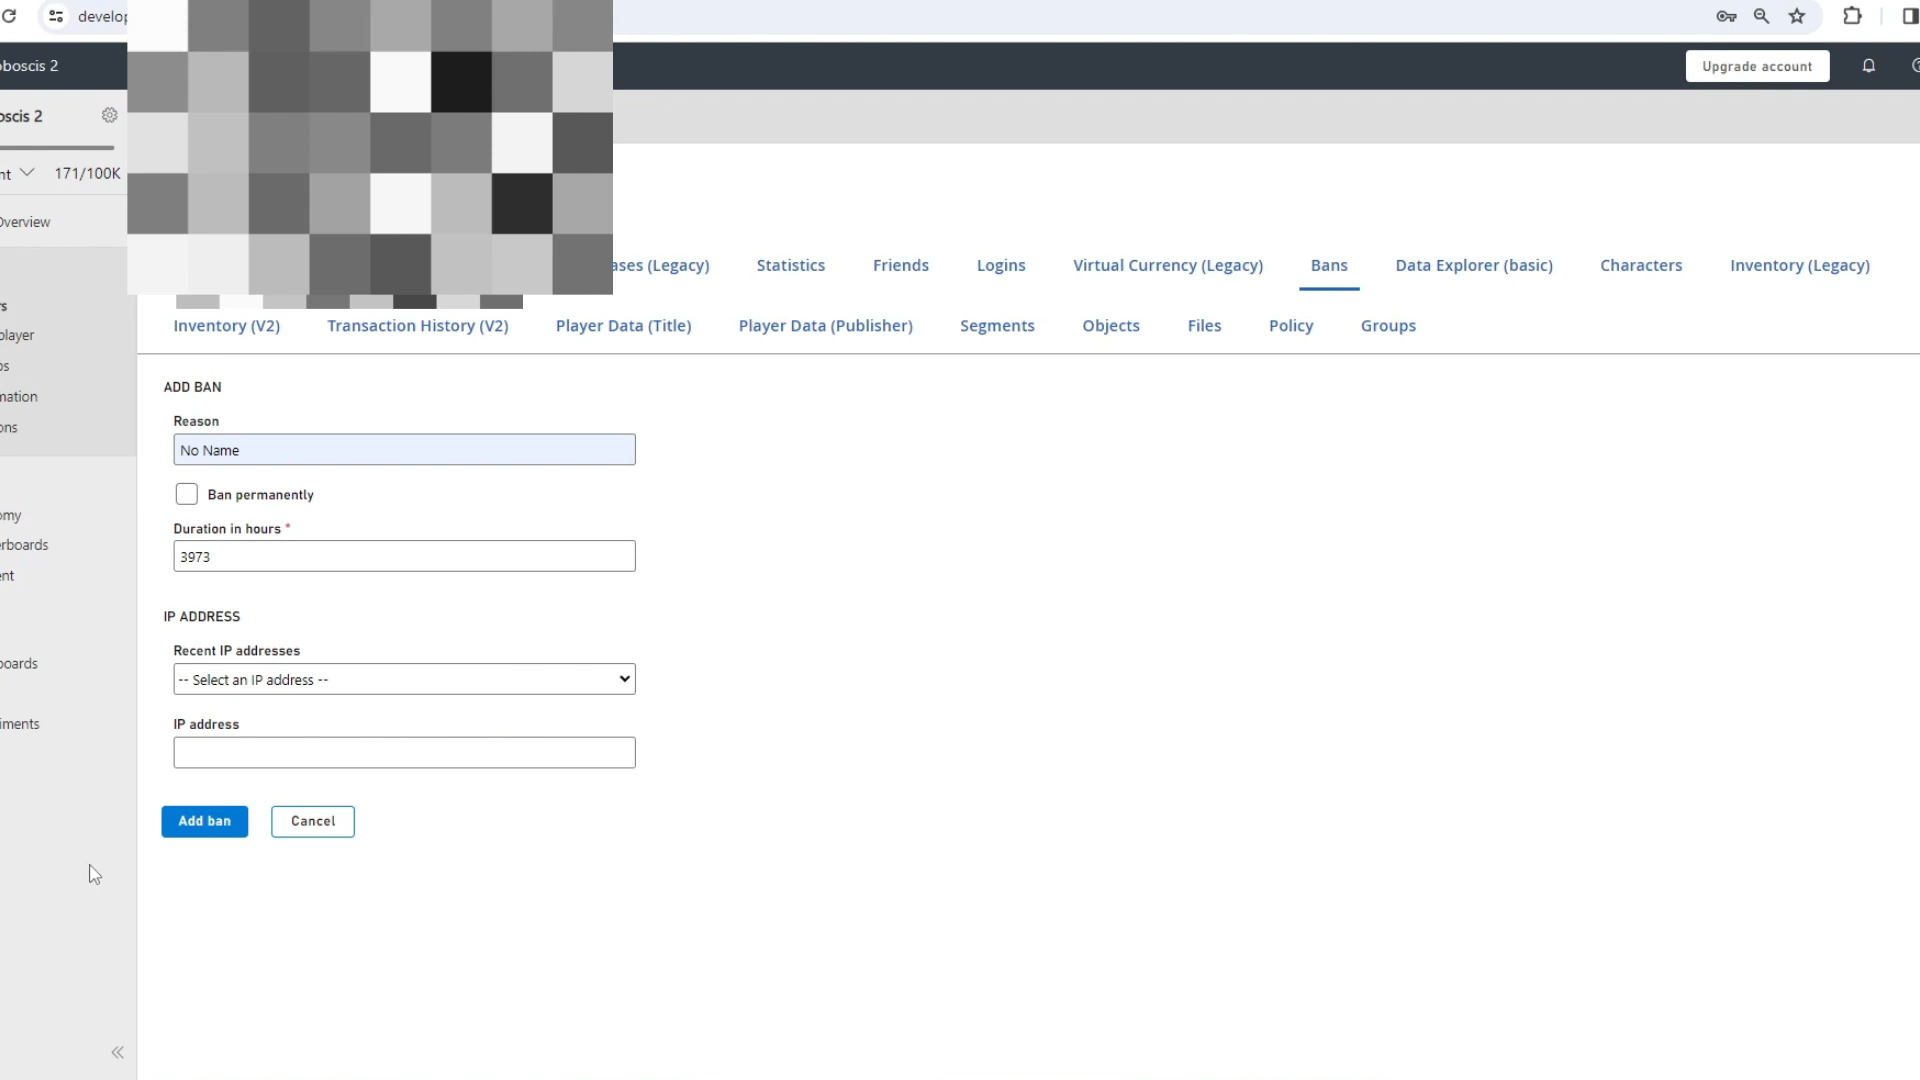 develop
oboscis 2
Upgrade account
oscis 2
nt 171/100K
Overview
ases (Legacy) Statistics Friends Logins Virtual Currency (Legacy) Bans Data Explorer (basic) Characters Inventory (Legacy)
rs
player
Inventory (V2) Transaction History (V2) Player Data (Title) Player Data (Publisher) Segments Objects Files Policy Groups
ps
mation
ons
ADD BAN
Reason
No Name
Ban permanently
Duration in hours *
3973
omy
erboards
ent
IP ADDRESS
Recent IP addresses
-- Select an IP address --
boards
IP address
iments
Add ban Cancel